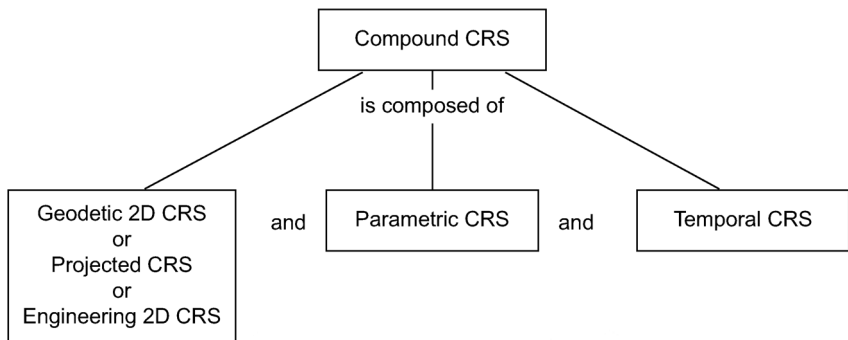 Compound CRS
is composed of
Geodetic 2D CRS
or
Projected CRS
or
Engineering 2D CRS
and
Parametric CRS
and
Temporal CRS